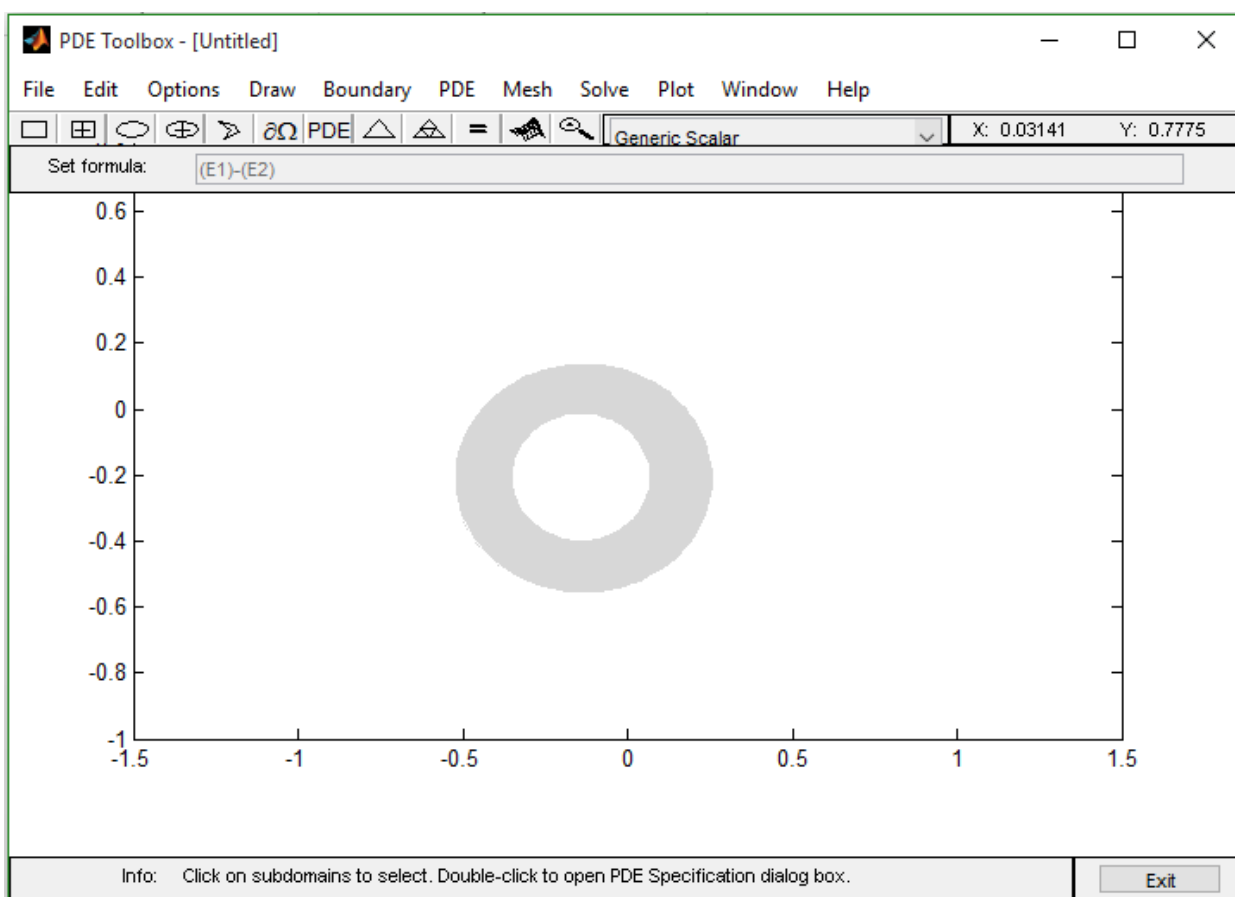 PDE Toolbox - [Untitled]
File Edit Options Draw Boundary PDE Mesh Solve Plot Window Help
∂Ω PDE = Generic Scalar X: 0.03141 Y: 0.7775
Set formula: (E1)-(E2)
0.6
0.4
0.2
0
-0.2
-0.4
-0.6
-0.8
-1
-1.5 -1 -0.5 0 0.5 1 1.5
Info: Click on subdomains to select. Double-click to open PDE Specification dialog box. Exit